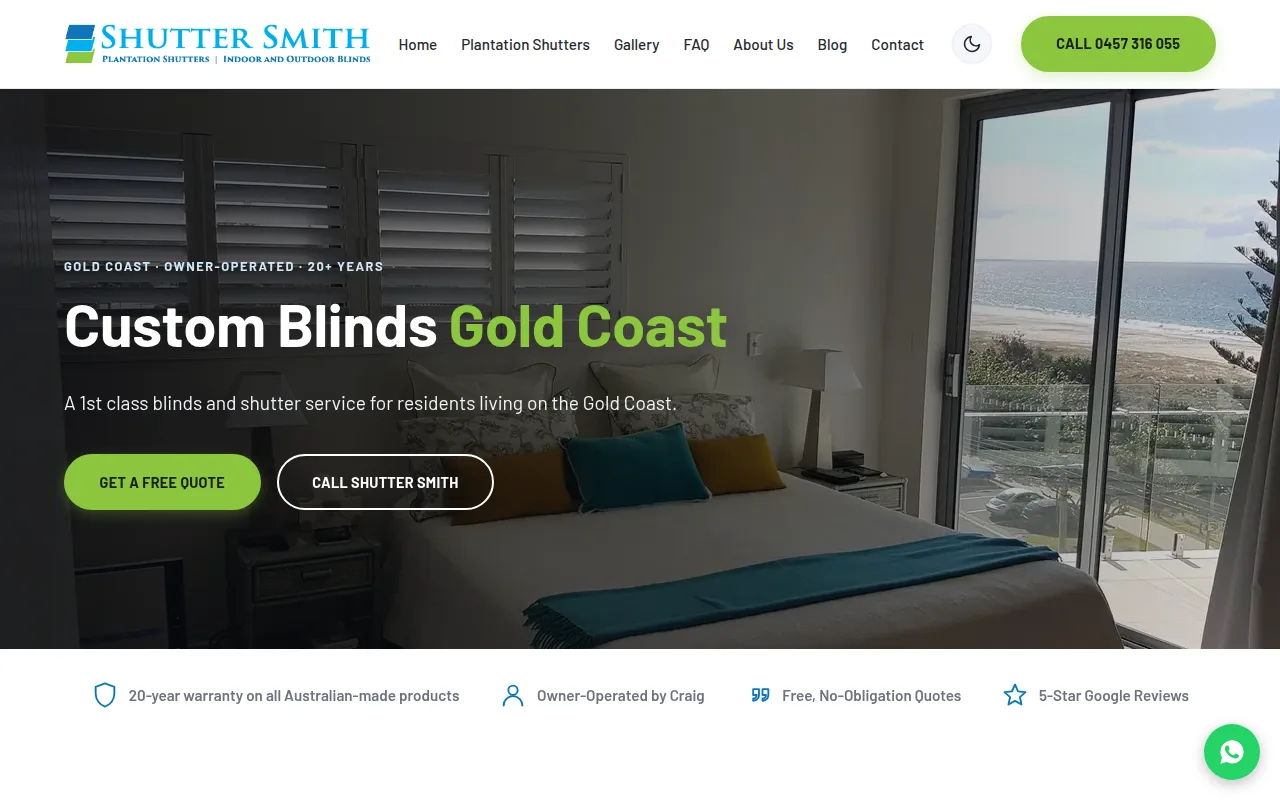 SHUTTER SMITH
PLANTATION SHUTTERS | INDOOR AND OUTDOOR BLINDS
Home
Plantation Shutters
Gallery
FAQ
About Us
Blog
Contact
CALL 0457 316 055
GOLD COAST · OWNER-OPERATED · 20+ YEARS
Custom Blinds Gold Coast
A 1st class blinds and shutter service for residents living on the Gold Coast.
GET A FREE QUOTE
CALL SHUTTER SMITH
20-year warranty on all Australian-made products
Owner-Operated by Craig
Free, No-Obligation Quotes
5-Star Google Reviews